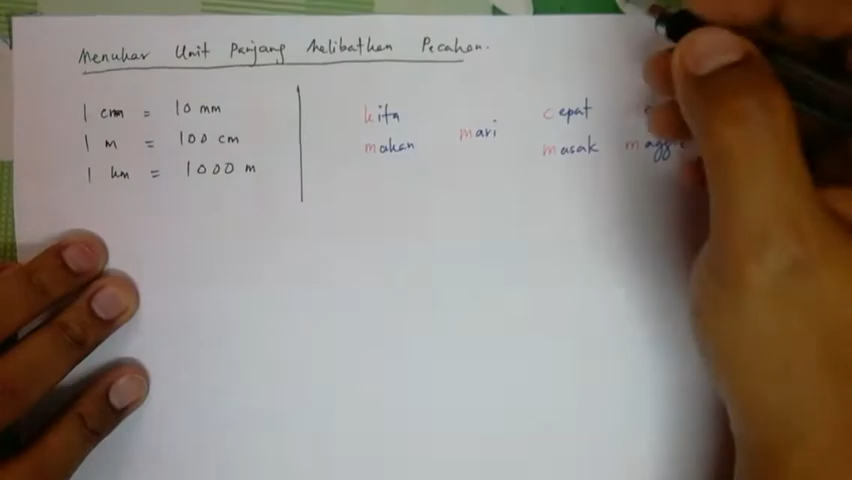 Menukar Unit Panjang Melibatkan Pecahan.
1 cm = 10 mm
1 m = 100 cm
1 km = 1000 m
kita cepat
mari
makan masak